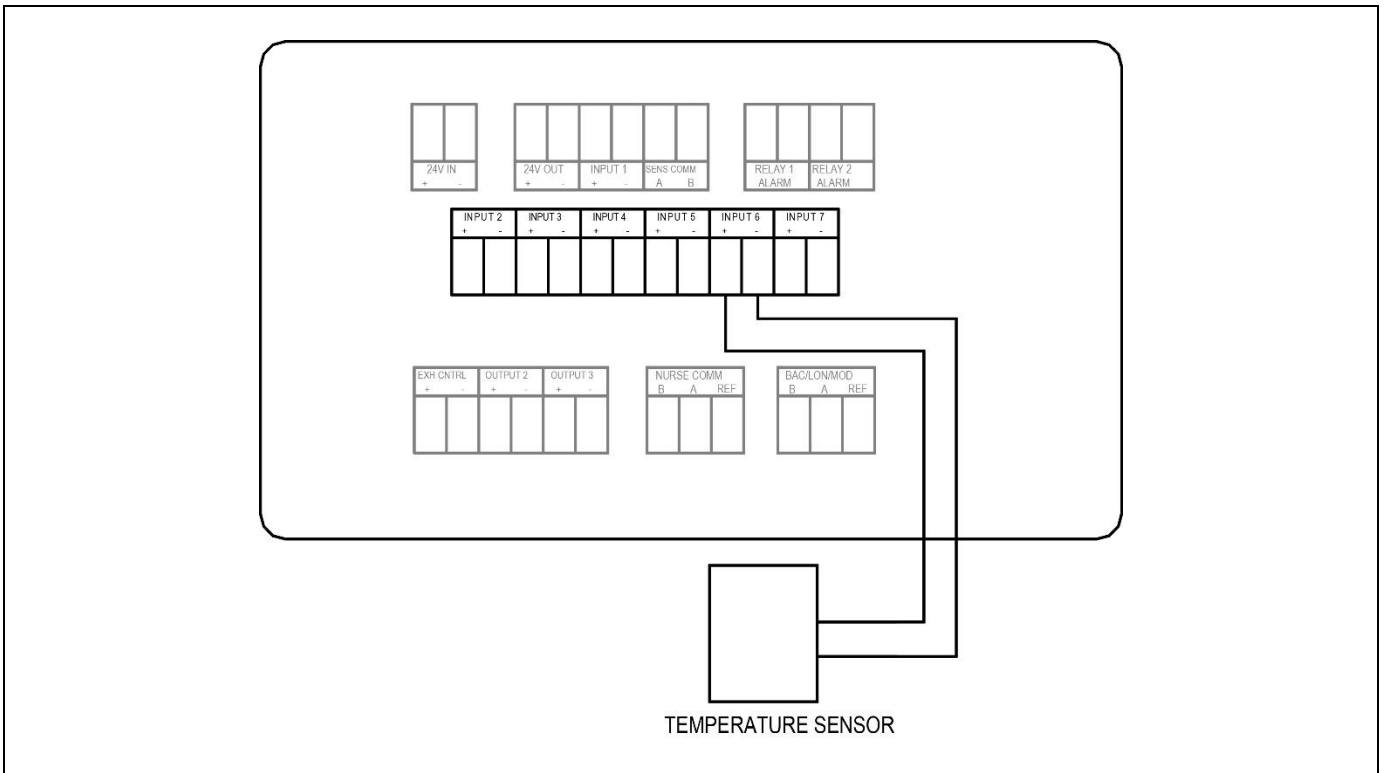 24V IN
+ -
24V OUT INPUT 1 SENS COMM
+ - + - A B
RELAY 1 RELAY 2
ALARM ALARM
INPUT 2 INPUT 3 INPUT 4 INPUT 5 INPUT 6 INPUT 7
+ - + - + - + - + - + -
EXH CNTRL OUTPUT 2 OUTPUT 3
+ - + - + -
NURSE COMM
B A REF
BAC/LON/MOD
B A REF
TEMPERATURE SENSOR